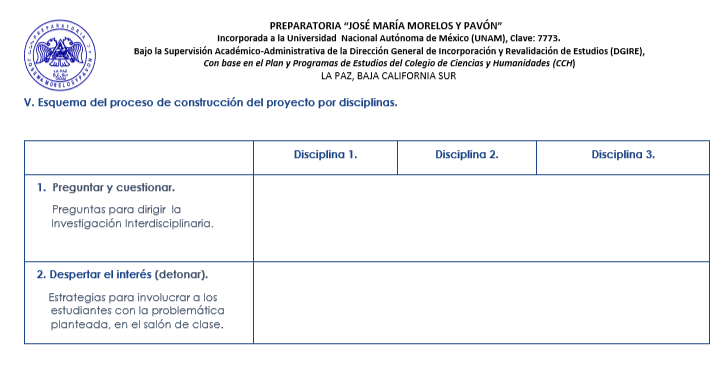 PREPARATORIA “JOSÉ MARÍA MORELOS Y PAVÓN”
Incorporada a la Universidad Nacional Autónoma de México (UNAM), Clave: 7773.
Bajo la Supervisión Académico-Administrativa de la Dirección General de Incorporación y Revalidación de Estudios (DGIRE),
Con base en el Plan y Programas de Estudios del Colegio de Ciencias y Humanidades (CCH)
LA PAZ, BAJA CALIFORNIA SUR
V. Esquema del proceso de construcción del proyecto por disciplinas.
Disciplina 1. Disciplina 2. Disciplina 3.
1. Preguntar y cuestionar.
Preguntas para dirigir la
Investigación Interdisciplinaria.
2. Despertar el interés (detonar).
Estrategias para involucrar a los
estudiantes con la problemática
planteada, en el salón de clase.